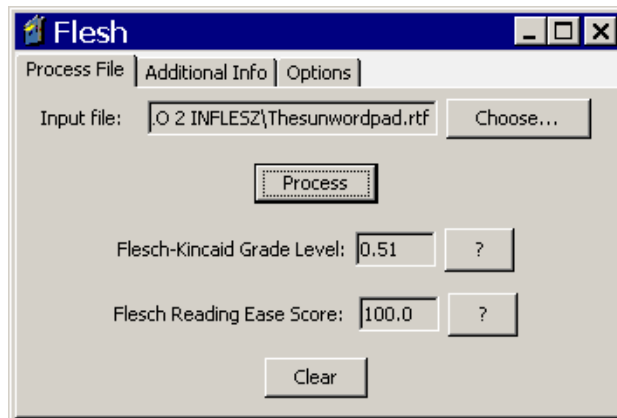 Flesh
Process File Additional Info Options
Input file: .O 2 INFLESZ\Thesunwordpad.rtf Choose...
Process
Flesch-Kincaid Grade Level: 0.51 ?
Flesch Reading Ease Score: 100.0 ?
Clear